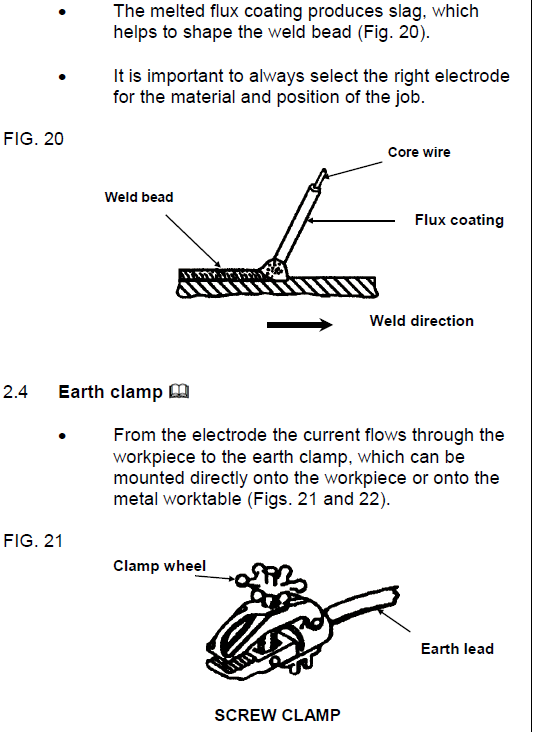 • The melted flux coating produces slag, which
helps to shape the weld bead (Fig. 20).
• It is important to always select the right electrode
for the material and position of the job.
FIG. 20
Core wire
Weld bead
Flux coating
Weld direction
2.4 Earth clamp
• From the electrode the current flows through the
workpiece to the earth clamp, which can be
mounted directly onto the workpiece or onto the
metal worktable (Figs. 21 and 22).
FIG. 21
Clamp wheel
Earth lead
SCREW CLAMP